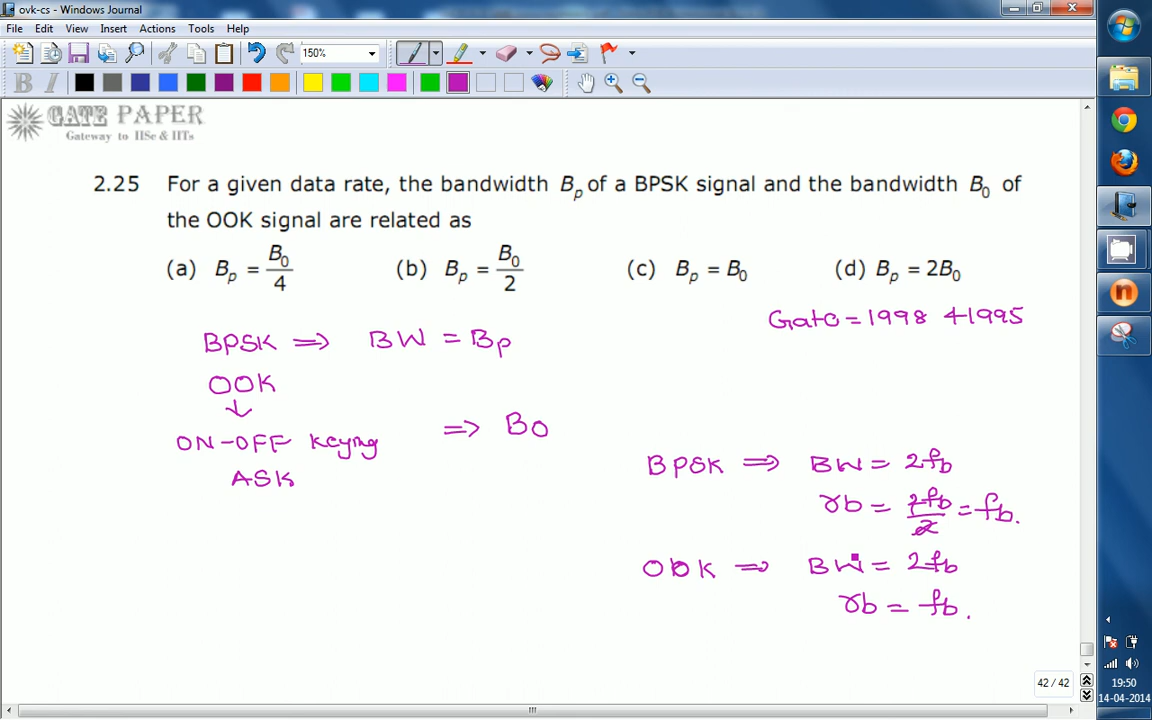 ovk-cs - Windows Journal
File Edit View Insert Actions Tools Help
150%
B I
GATE PAPER
Gateway to IISc & IITs
2.25 For a given data rate, the bandwidth Bp of a BPSK signal and the bandwidth B0 of
the OOK signal are related as
(a) Bp = B0/4 (b) Bp = B0/2 (c) Bp = B0 (d) Bp = 2B0
Gate = 1998 & 1995
BPSK => BW = Bp
OOK
↓
ON-OFF Keying => B0
ASK
BPSK => BW = 2fb
rb = 2fb/2 = fb.
OOK => BW = 2fb
rb = fb.
42 / 42
19:50
14-04-2014